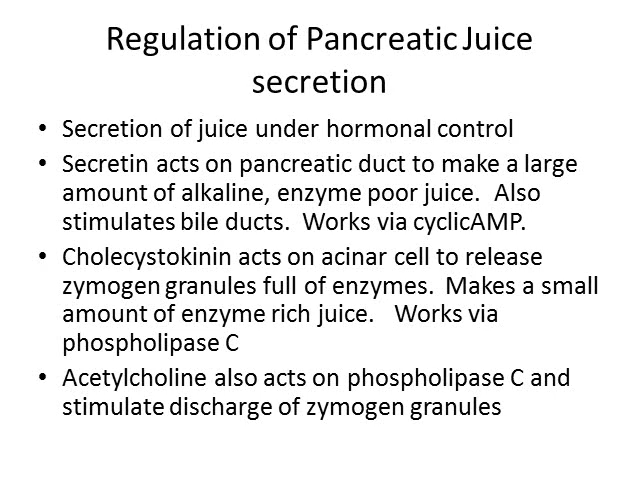 Regulation of Pancreatic Juice
secretion
• Secretion of juice under hormonal control
• Secretin acts on pancreatic duct to make a large
amount of alkaline, enzyme poor juice.  Also
stimulates bile ducts.  Works via cyclicAMP.
• Cholecystokinin acts on acinar cell to release
zymogen granules full of enzymes.  Makes a small
amount of enzyme rich juice.   Works via
phospholipase C
• Acetylcholine also acts on phospholipase C and
stimulate discharge of zymogen granules